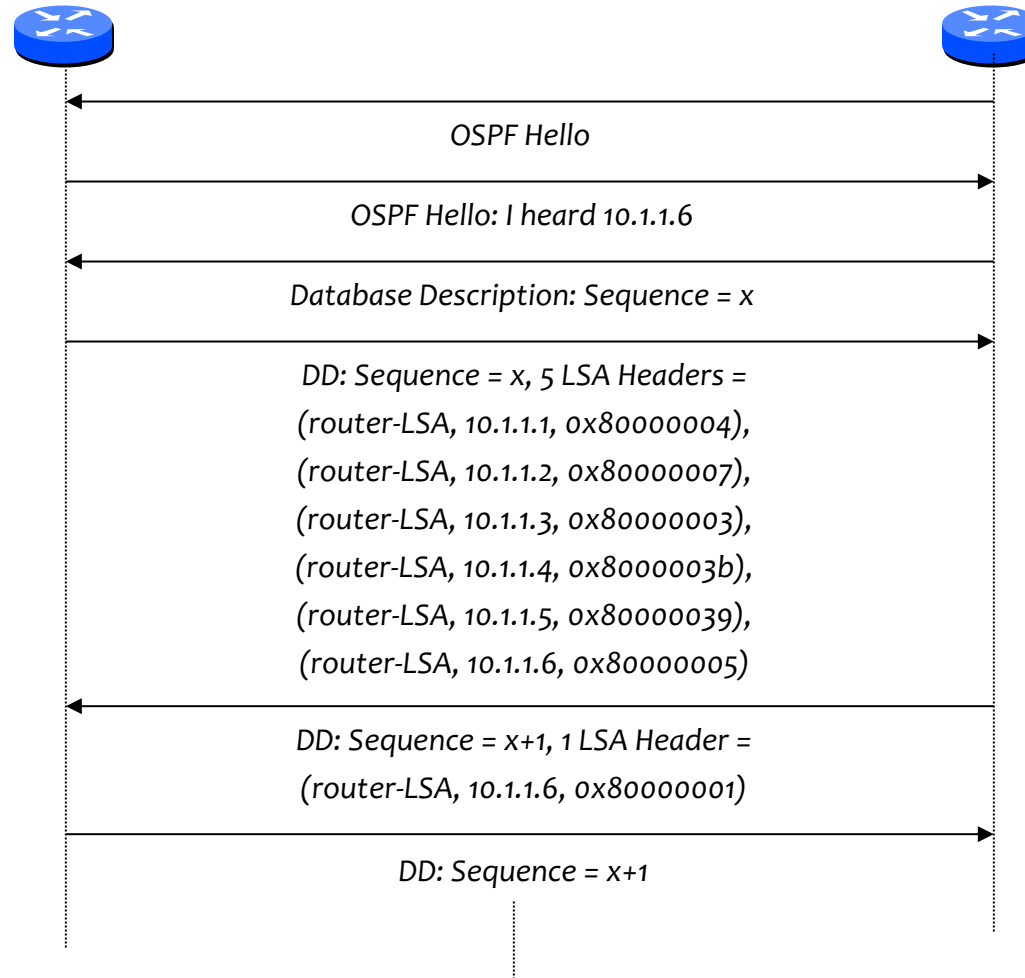 OSPF Hello
OSPF Hello: I heard 10.1.1.6
Database Description: Sequence = x
DD: Sequence = x, 5 LSA Headers =
(router-LSA, 10.1.1.1, 0x80000004),
(router-LSA, 10.1.1.2, 0x80000007),
(router-LSA, 10.1.1.3, 0x80000003),
(router-LSA, 10.1.1.4, 0x8000003b),
(router-LSA, 10.1.1.5, 0x80000039),
(router-LSA, 10.1.1.6, 0x80000005)
DD: Sequence = x+1, 1 LSA Header =
(router-LSA, 10.1.1.6, 0x80000001)
DD: Sequence = x+1